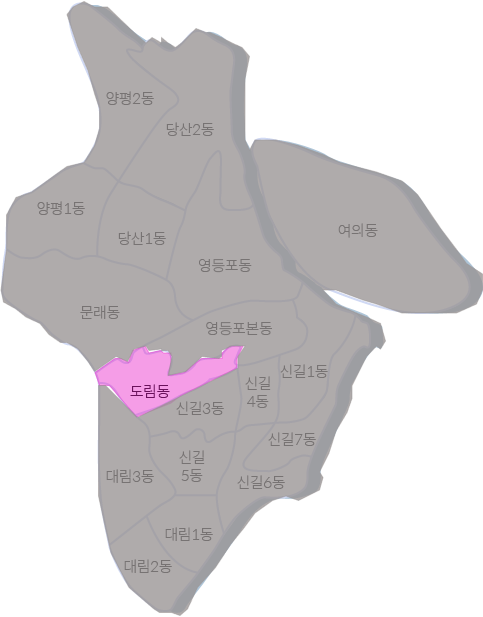 양평2동
당산2동
양평1동
당산1동
여의동
영등포동
문래동
영등포본동
도림동
신길3동
신길
4동
신길1동
신길7동
신길
5동
대림3동
신길6동
대림1동
대림2동